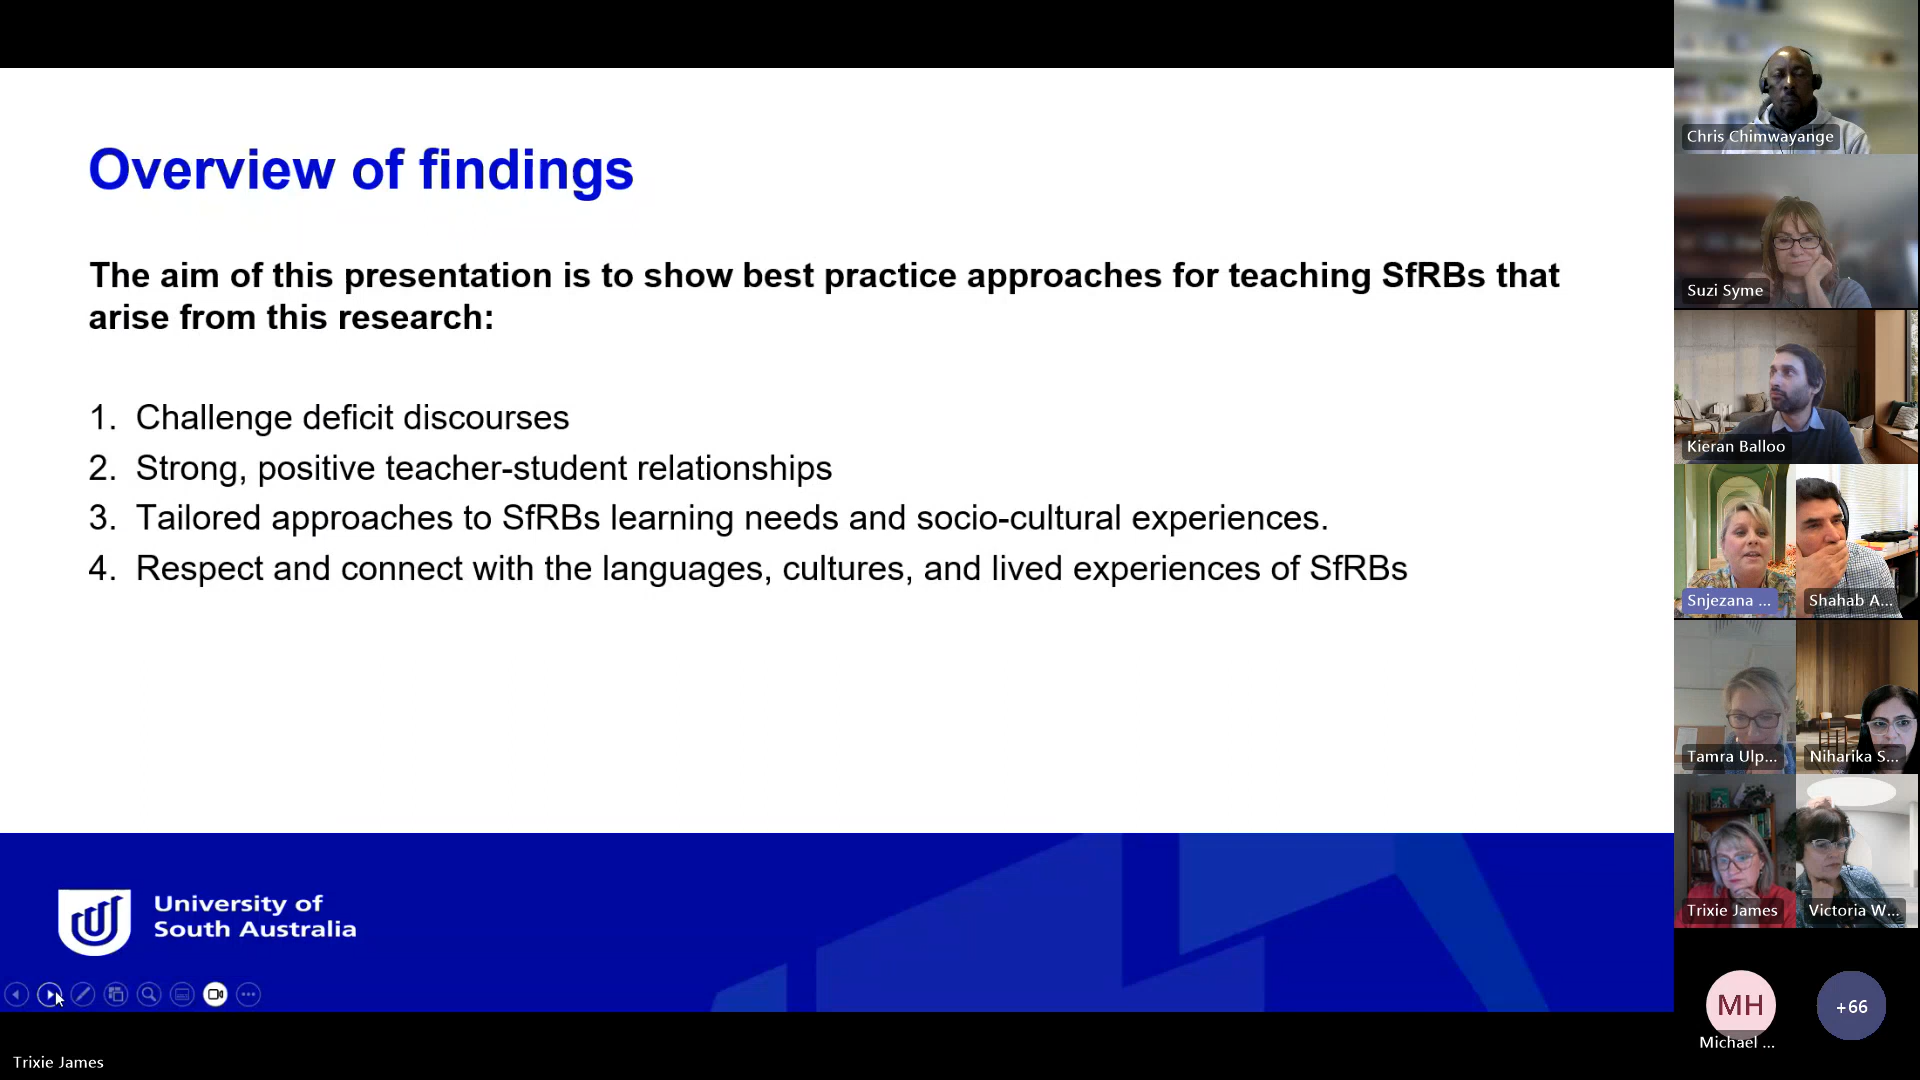 Overview of findings
The aim of this presentation is to show best practice approaches for teaching SfRBs that
arise from this research:
1. Challenge deficit discourses
2. Strong, positive teacher-student relationships
3. Tailored approaches to SfRBs learning needs and socio-cultural experiences.
4. Respect and connect with the languages, cultures, and lived experiences of SfRBs
University of
South Australia
Trixie James
Chris Chimwayange
Suzi Syme
Kieran Balloo
Snjezana ...
Shahab A...
Tamra Ulp...
Niharika S...
Trixie James
Victoria W...
MH
+66
Michael ...